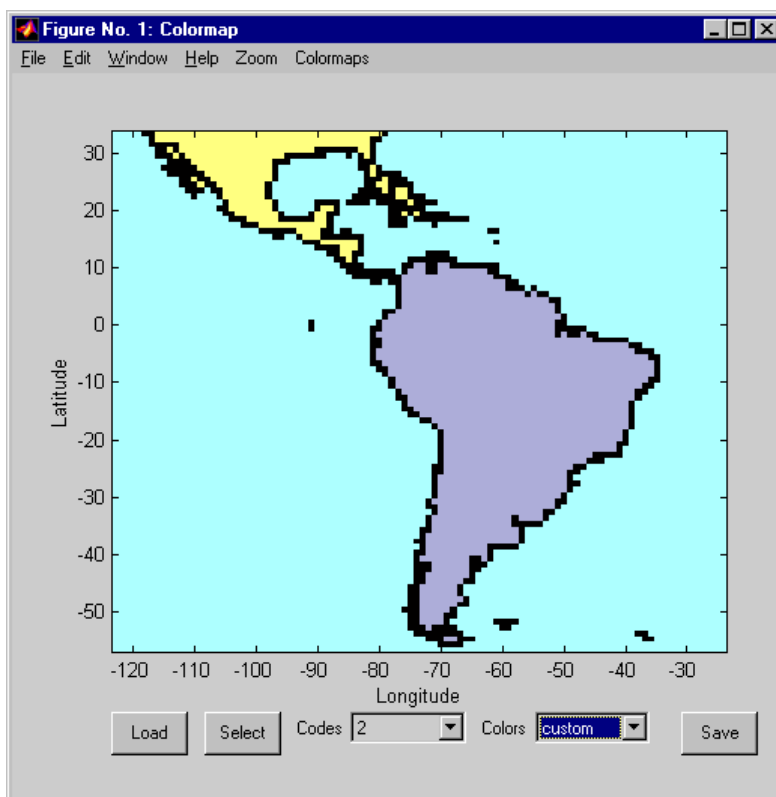 Figure No. 1: Colormap
File Edit Window Help Zoom Colormaps
30
20
10
0
-10
-20
-30
-40
-50
Latitude
-120 -110 -100 -90 -80 -70 -60 -50 -40 -30
Longitude
Load Select Codes 2 Colors custom Save